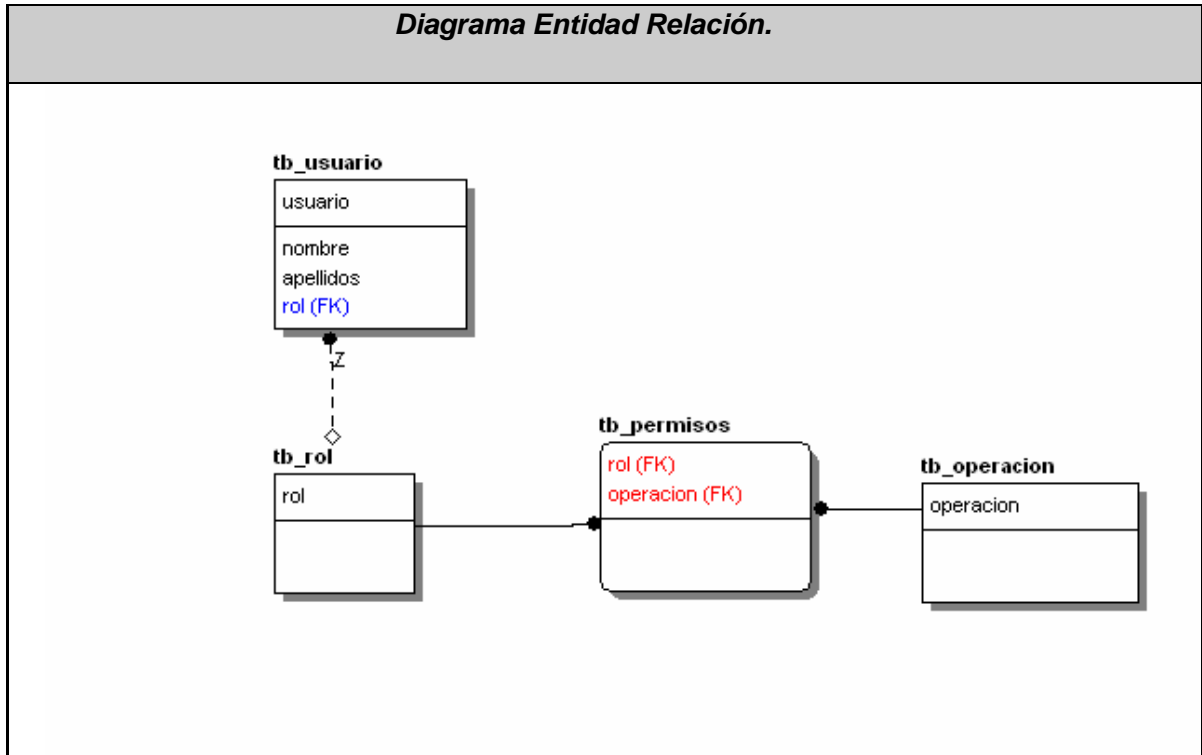 Diagrama Entidad Relación.
tb_usuario
usuario
nombre
apellidos
rol (FK)
Z
tb_rol
rol
tb_permisos
rol (FK)
operacion (FK)
tb_operacion
operacion